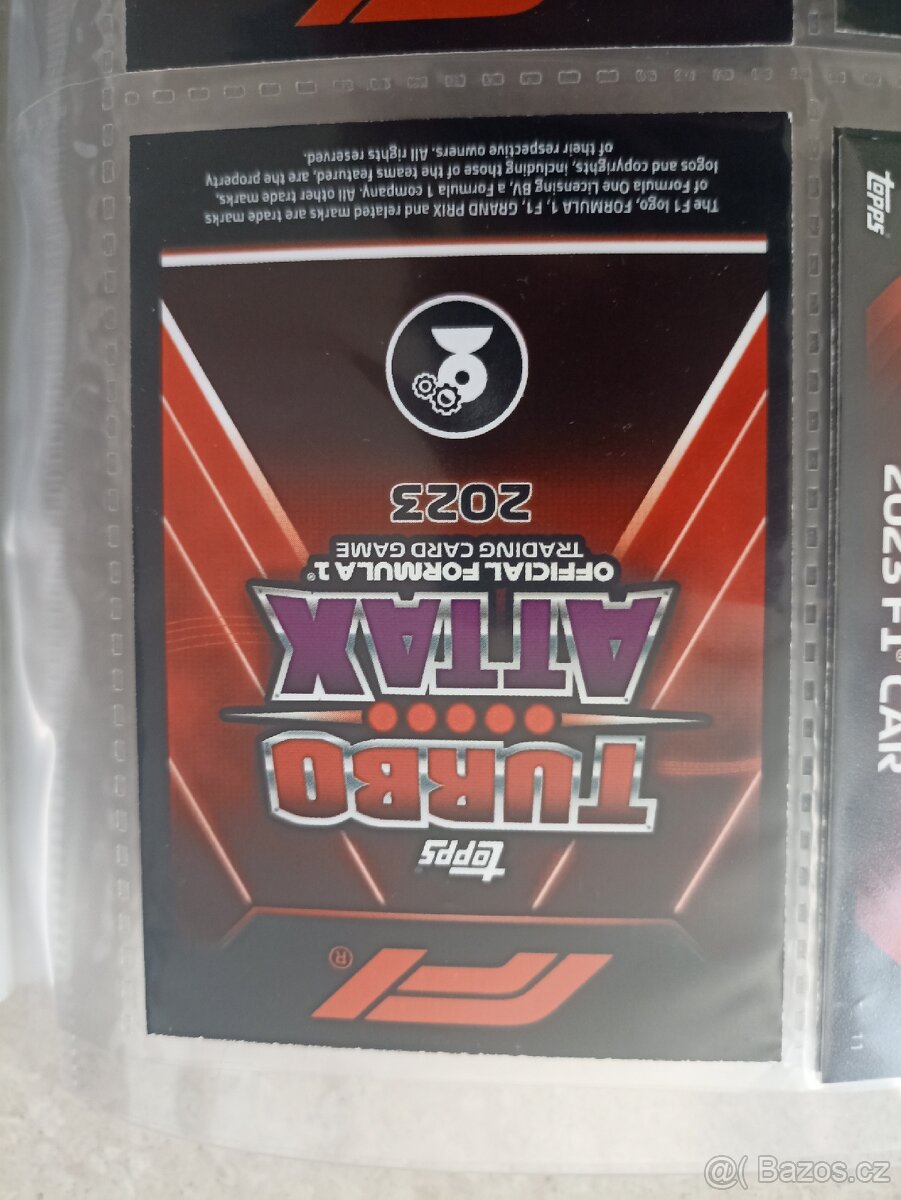 F1®
topps
TURBO
ATTAX
OFFICIAL FORMULA 1®
TRADING CARD GAME
2023
The F1 logo, FORMULA 1, F1, GRAND PRIX and related marks are trade marks
of Formula One Licensing BV, a Formula 1 company. All other trade marks,
logos and copyrights, including those of the teams featured, are the property
of their respective owners. All rights reserved.
topps
2023 F1® CAR
@( Bazos.cz